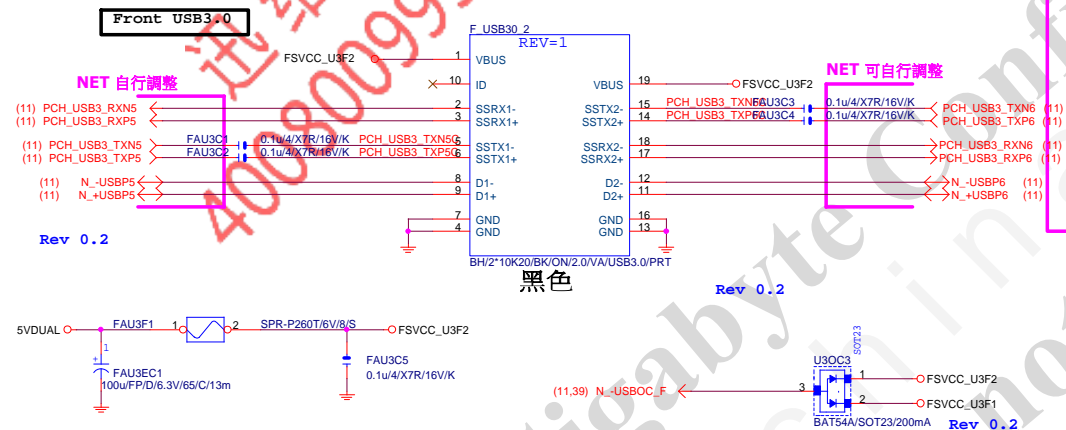 Front USB3.0
F_USB30_2
REV=1
NET 自行調整
NET 可自行調整
FSVCC_U3F2
1 VBUS
10 ID
VBUS 19
FSVCC_U3F2
(11) PCH_USB3_RXN5
2 SSRX1-
(11) PCH_USB3_RXP5
3 SSRX1+
SSTX2- 15
FAU3C3
0.1u/4/X7R/16V/K
PCH_USB3_TXN6 (11)
SSTX2+ 14
FAU3C4
0.1u/4/X7R/16V/K
PCH_USB3_TXP6 (11)
(11) PCH_USB3_TXN5
FAU3C1
0.1u/4/X7R/16V/K
PCH_USB3_TXN5C
5 SSTX1-
(11) PCH_USB3_TXP5
FAU3C2
0.1u/4/X7R/16V/K
PCH_USB3_TXP5C
6 SSTX1+
SSRX2- 18
PCH_USB3_RXN6 (11)
SSRX2+ 17
PCH_USB3_RXP6 (11)
(11) N_-USBP5
8 D1-
(11) N_+USBP5
9 D1+
D2- 12
N_-USBP6 (11)
D2+ 11
N_+USBP6 (11)
7 GND
4 GND
GND 16
GND 13
BH/2*10K20/BK/ON/2.0/VA/USB3.0/PRT
黑色
Rev 0.2
Rev 0.2
5VDUAL
FAU3F1
1 2
SPR-P260T/6V/8/S
FSVCC_U3F2
+ 1
FAU3EC1
100u/FP/D/6.3V/65/C/13m
FAU3C5
0.1u/4/X7R/16V/K
SOT23
U3OC3
(11,39) N_-USBOC_F
3
1 FSVCC_U3F2
2 FSVCC_U3F1
BAT54A/SOT23/200mA
Rev 0.2